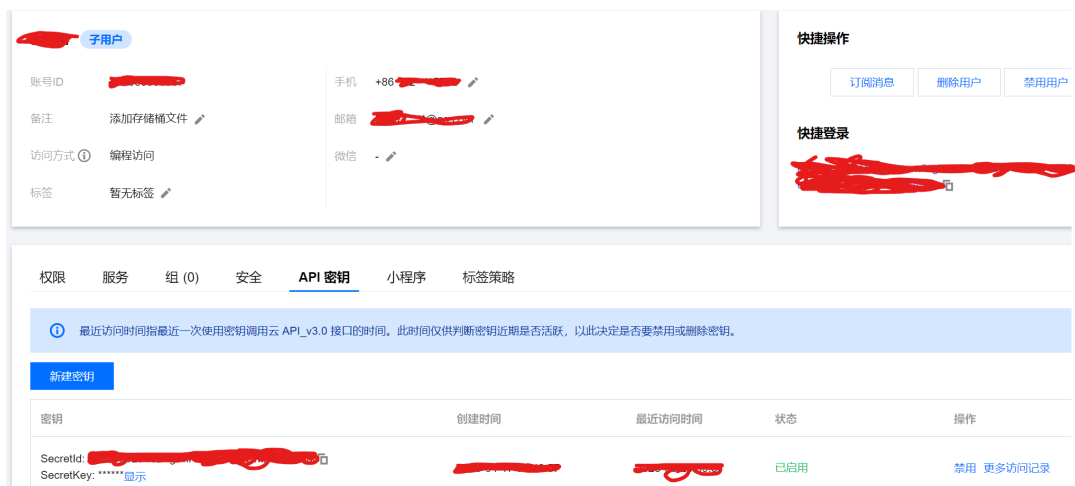 子用户
账号ID
备注 添加存储桶文件
访问方式 编程访问
标签 暂无标签
手机 +86
邮箱
微信 -
快捷操作
订阅消息 删除用户 禁用用户
快捷登录
权限 服务 组 (0) 安全 API 密钥 小程序 标签策略
最近访问时间指最近一次使用密钥调用云 API_v3.0 接口的时间。此时间仅供判断密钥近期是否活跃，以此决定是否要禁用或删除密钥。
新建密钥
密钥 创建时间 最近访问时间 状态 操作
SecretId:
SecretKey: ******显示
已启用 禁用 更多访问记录